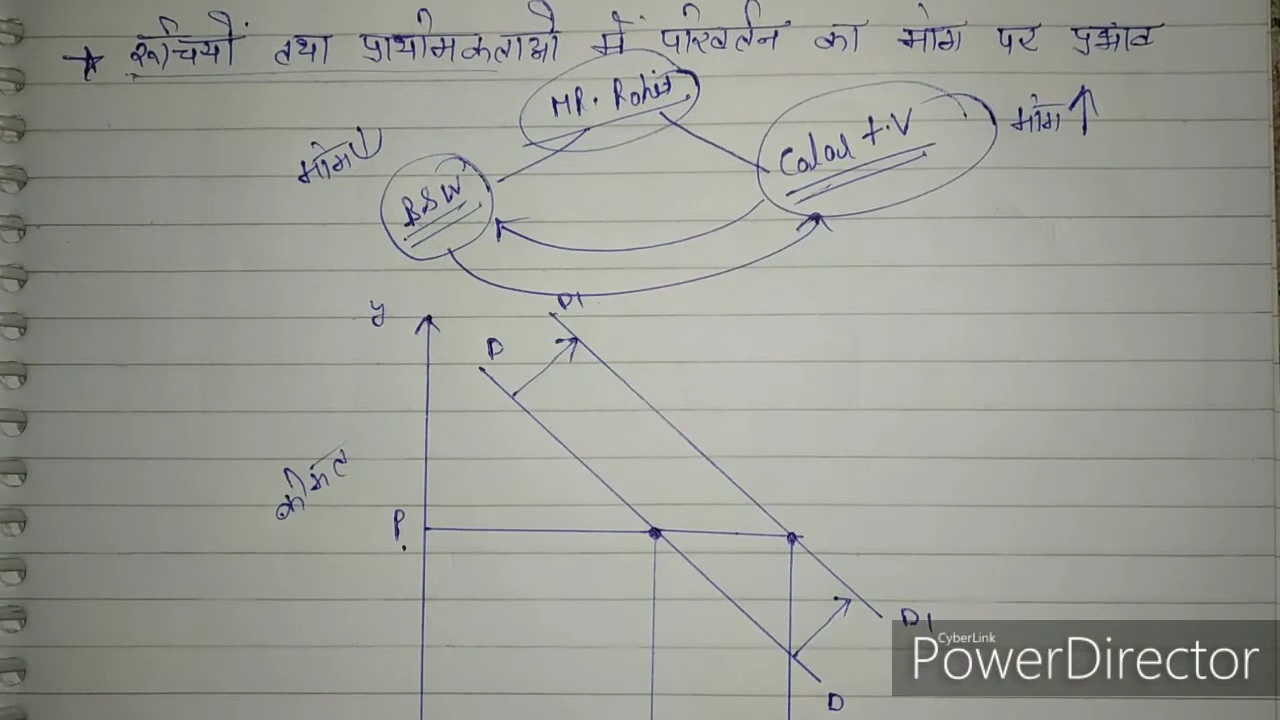 * रूचियों तथा प्राथमिकताओं में परिवर्तन का माँग पर प्रभाव
MR. Rohit
माँग↓
BSW
Colour T.V
माँग↑
y
D1
D
कीमत
P
D1
D
CyberLink
PowerDirector